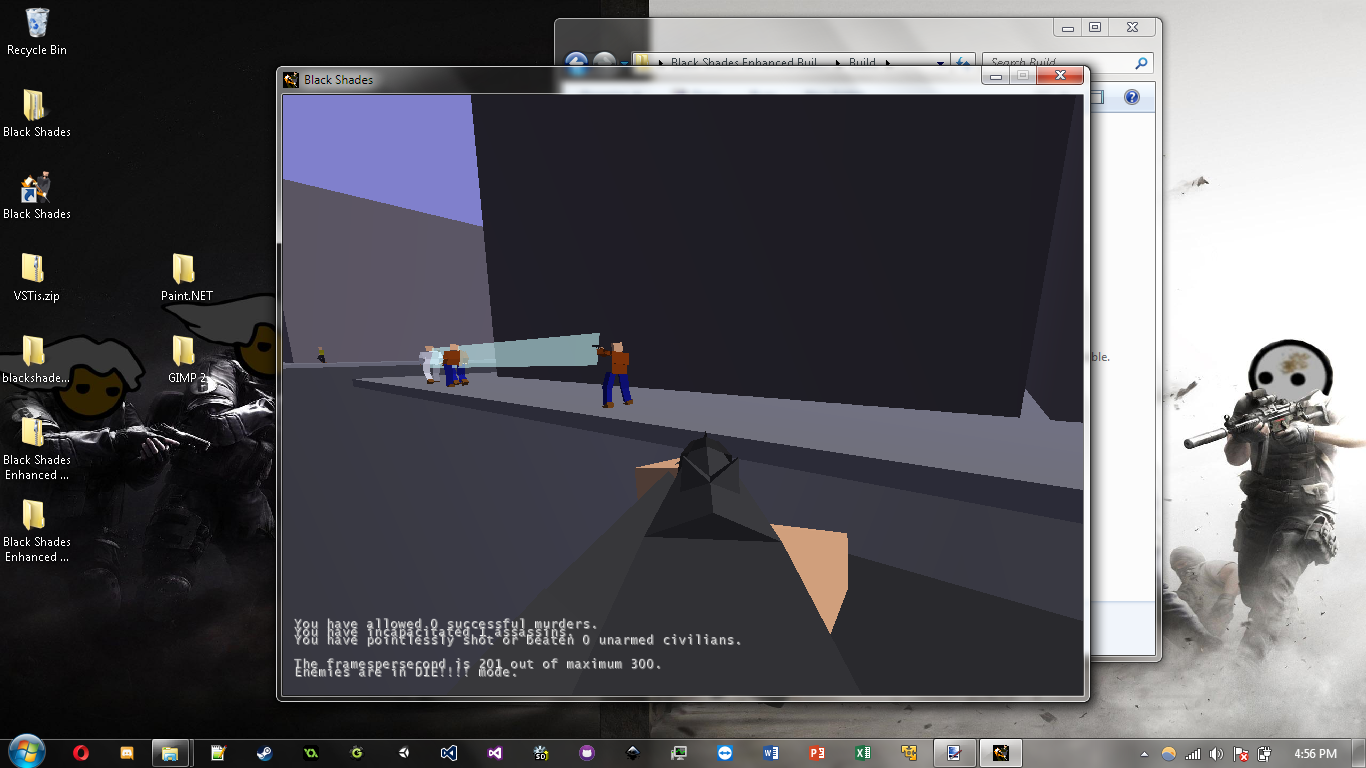 Recycle Bin
Black Shades
Black Shades
VSTis.zip
Paint.NET
blackshade...
GIMP 2
Black Shades
Enhanced ...
Black Shades
Enhanced ...
Black Shades Enhanced Buil...
Build
Search Build
Black Shades
ble.
You have allowed 0 successful murders.
You have incapacitated 1 assassins.
You have pointlessly shot or beaten 0 unarmed civilians.
The framespersecond is 201 out of maximum 300.
Enemies are in DIE!!!! mode.
4:56 PM